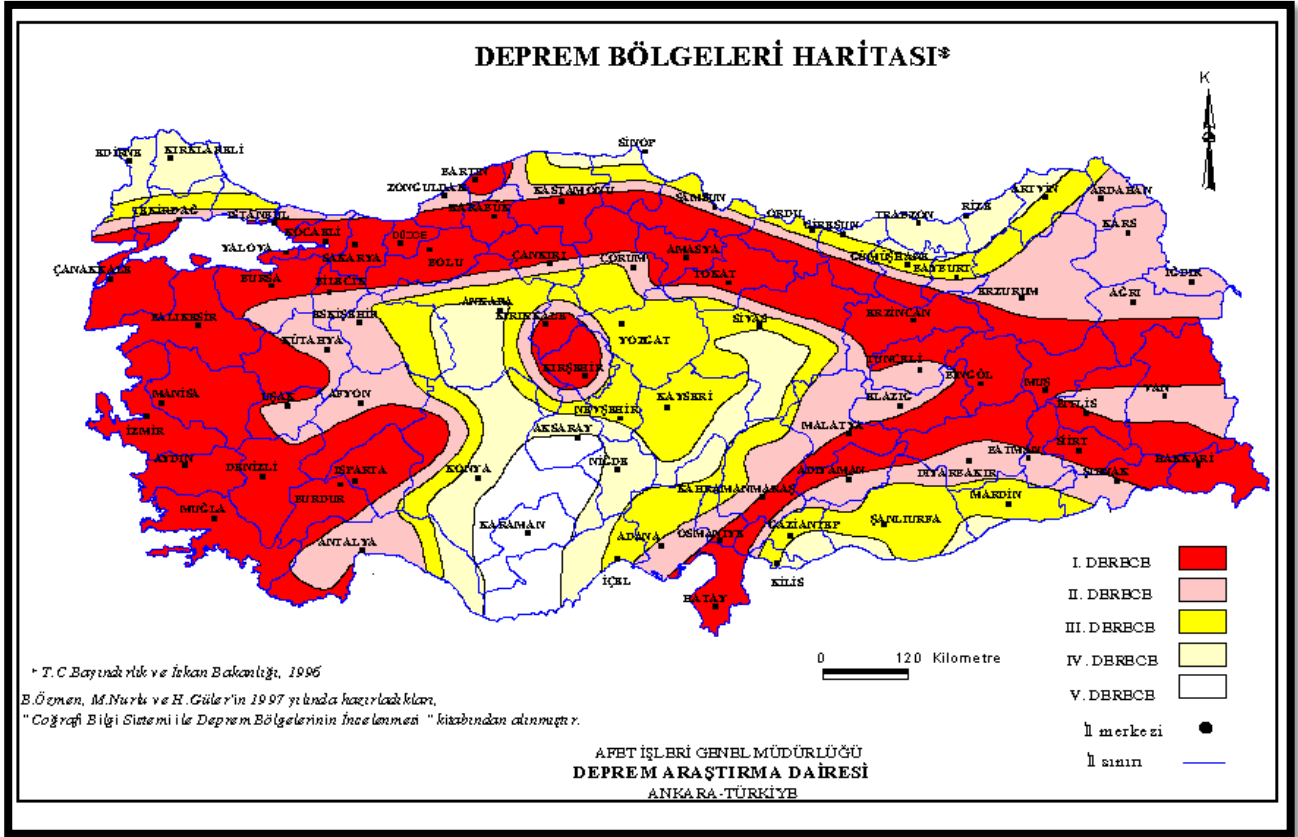 DEPREM BÖLGELERİ HARİTASI*
K
SİNOP
EDİRNE
KIRKLARELİ
BARTIN
ZONGULDAK
KASTAMONU
ARTVİN
ARDAHAN
TEKİRDAĞ
İSTANBUL
KARABÜK
SAMSUN
ORDU
GİRESUN
TRABZON
RİZE
KARS
KOCAELİ
DÜZCE
YALOVA
SAKARYA
BOLU
ÇANKIRI
ÇORUM
AMASYA
GÜMÜŞHANE
BAYBURT
ÇANAKKALE
BURSA
BİLECİK
TOKAT
ERZURUM
AĞRI
IĞDIR
BALIKESİR
ESKİŞEHİR
ANKARA
KIRIKKALE
YOZGAT
SİVAS
ERZİNCAN
KÜTAHYA
KIRŞEHİR
TUNCELİ
BİNGÖL
MUŞ
VAN
MANİSA
UŞAK
AFYON
NEVŞEHİR
KAYSERİ
ELAZIĞ
BİTLİS
İZMİR
AKSARAY
MALATYA
SİİRT
AYDIN
DENİZLİ
ISPARTA
KONYA
NİĞDE
ADIYAMAN
DİYARBAKIR
BATMAN
ŞIRNAK
HAKKARİ
BURDUR
KAHRAMANMARAŞ
MARDİN
MUĞLA
ANTALYA
KARAMAN
ADANA
OSMANİYE
GAZİANTEP
ŞANLIURFA
İÇEL
KİLİS
HATAY
I. DERECE
II. DERECE
III. DERECE
IV. DERECE
V. DERECE
İl merkezi
İl sınırı
0 120 Kilometre
* T.C.Bayındırlık ve İskan Bakanlığı, 1996
B.Özmen, M.Nurlu ve H.Güler'in 1997 yılında hazırladıkları,
"Coğrafi Bilgi Sistemi ile Deprem Bölgelerinin İncelenmesi" kitabından alınmıştır.
AFET İŞLERİ GENEL MÜDÜRLÜĞÜ
DEPREM ARAŞTIRMA DAİRESİ
ANKARA-TÜRKİYE